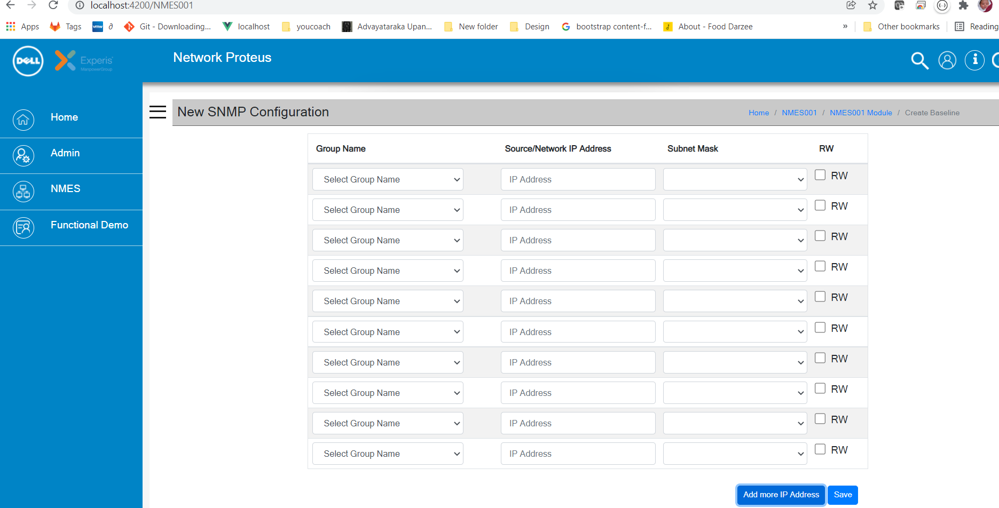 localhost:4200/NMES001
Apps Tags vmw ∂ Git - Downloading... localhost youcoach Advayataraka Upan... New folder Design bootstrap content-f... About - Food Darzee » Other bookmarks Reading
DELL Experis ManpowerGroup Network Proteus
Home
Admin
NMES
Functional Demo
New SNMP Configuration Home / NMES001 / NMES001 Module / Create Baseline
Group Name Source/Network IP Address Subnet Mask RW
Select Group Name IP Address RW
Select Group Name IP Address RW
Select Group Name IP Address RW
Select Group Name IP Address RW
Select Group Name IP Address RW
Select Group Name IP Address RW
Select Group Name IP Address RW
Select Group Name IP Address RW
Select Group Name IP Address RW
Select Group Name IP Address RW
Add more IP Address Save